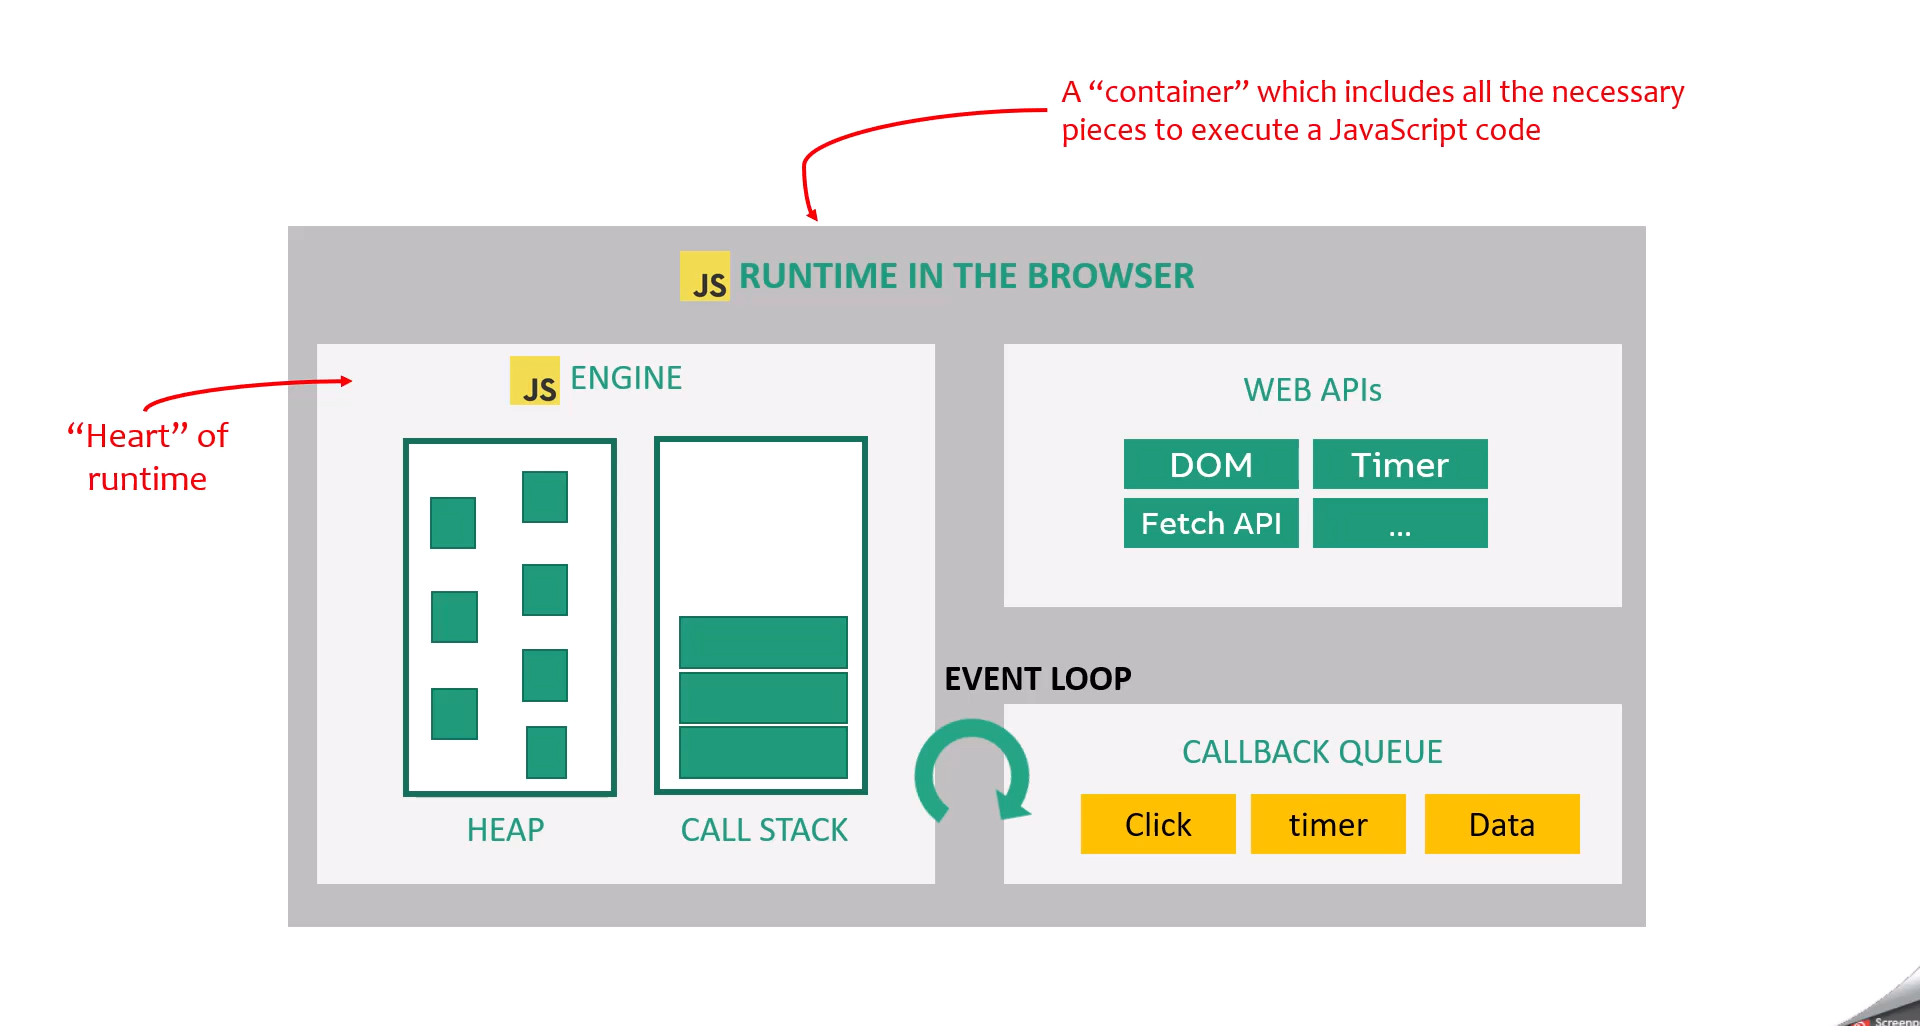 A “container” which includes all the necessary
pieces to execute a JavaScript code
JS RUNTIME IN THE BROWSER
“Heart” of
runtime
JS ENGINE
HEAP
CALL STACK
WEB APIs
DOM
Timer
Fetch API
...
EVENT LOOP
CALLBACK QUEUE
Click
timer
Data